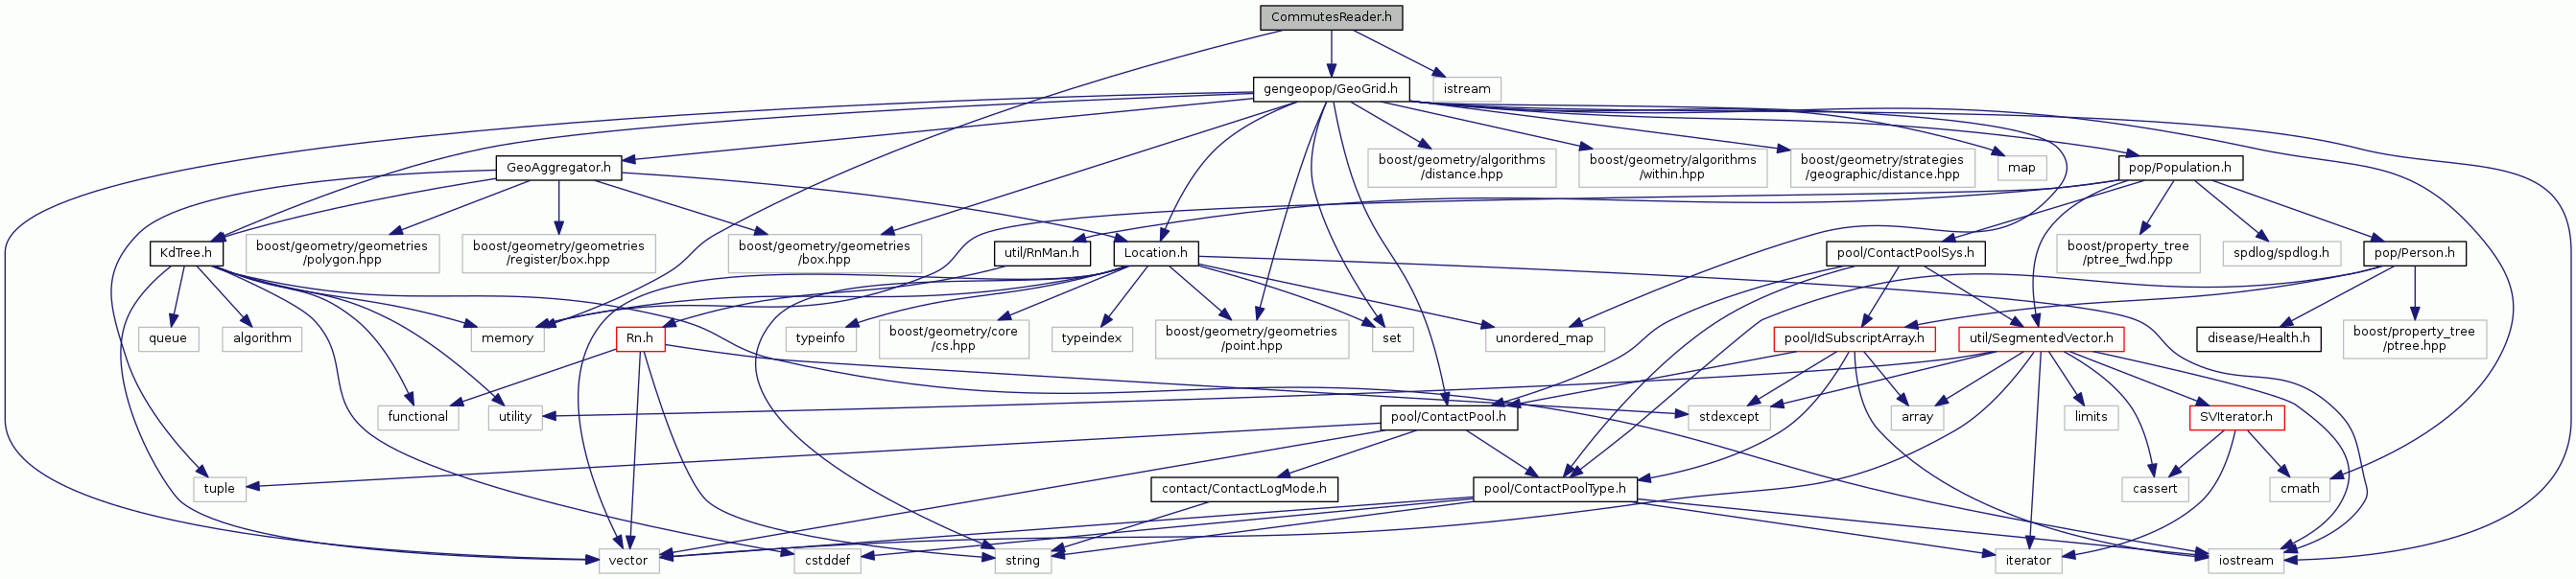 CommutesReader.h
gengeopop/GeoGrid.h
istream
GeoAggregator.h
boost/geometry/algorithms
/distance.hpp
boost/geometry/algorithms
/within.hpp
boost/geometry/strategies
/geographic/distance.hpp
map
pop/Population.h
KdTree.h
boost/geometry/geometries
/polygon.hpp
boost/geometry/geometries
/register/box.hpp
boost/geometry/geometries
/box.hpp
util/RnMan.h
Location.h
pool/ContactPoolSys.h
boost/property_tree
/ptree_fwd.hpp
spdlog/spdlog.h
pop/Person.h
queue
algorithm
memory
Rn.h
typeinfo
boost/geometry/core
/cs.hpp
typeindex
boost/geometry/geometries
/point.hpp
set
unordered_map
pool/IdSubscriptArray.h
util/SegmentedVector.h
disease/Health.h
boost/property_tree
/ptree.hpp
functional
utility
pool/ContactPool.h
stdexcept
array
limits
SVIterator.h
tuple
contact/ContactLogMode.h
pool/ContactPoolType.h
cassert
cmath
vector
cstddef
string
iterator
iostream